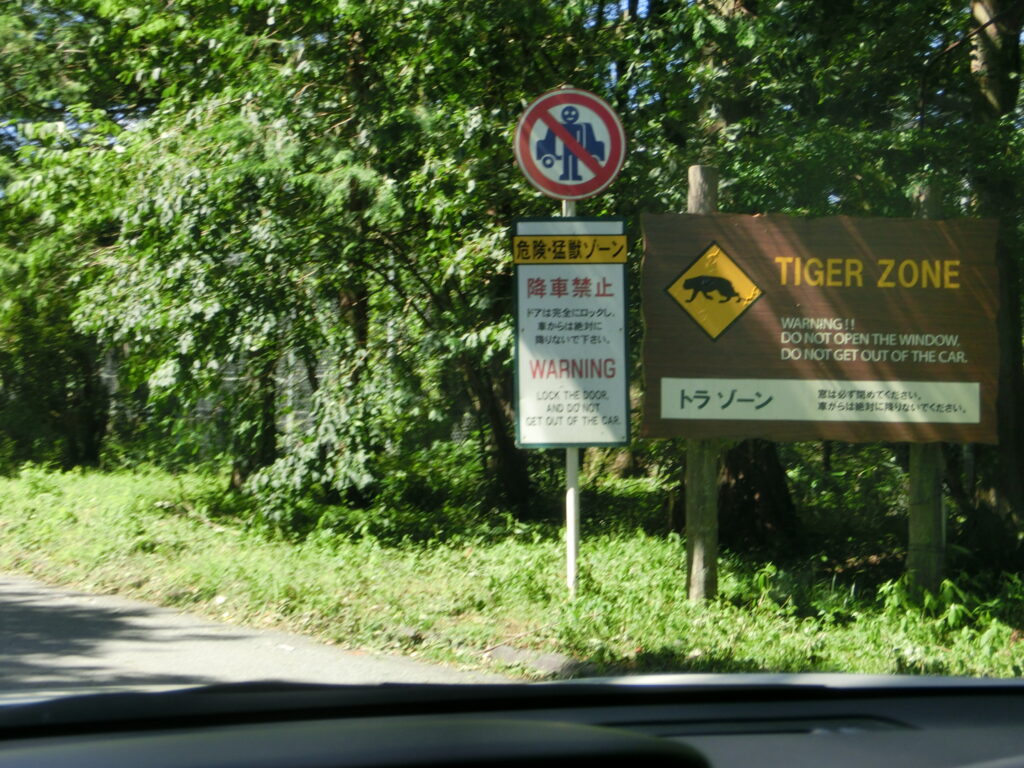 危険・猛獣ゾーン
降車禁止
ドアは完全にロックし、
車からは絶対に
降りないで下さい。
WARNING
LOCK THE DOOR,
AND DO NOT
GET OUT OF THE CAR.
TIGER ZONE
WARNING!!
DO NOT OPEN THE WINDOW.
DO NOT GET OUT OF THE CAR.
トラ ゾーン
窓は必ず閉めてください。
車からは絶対に降りないでください。